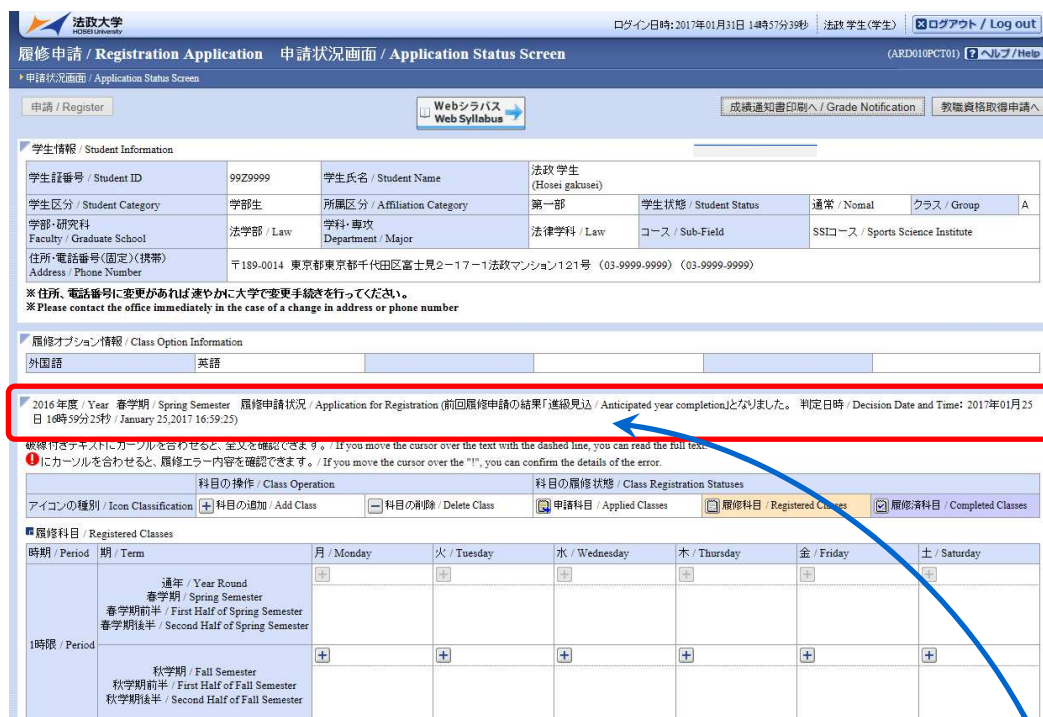 法政大学
HOSEI University
ログイン日時:2017年01月31日 14時57分39秒 法政 学生(学生) ログアウト / Log out
履修申請 / Registration Application 申請状況画面 / Application Status Screen (ARD010PCT01) ヘルプ/Help
申請状況画面 / Application Status Screen
申請 / Register Webシラバス Web Syllabus 成績通知書印刷へ / Grade Notification 教職資格取得申請へ
学生情報 / Student Information
学生証番号 / Student ID 99Z9999 学生氏名 / Student Name 法政 学生
(Hosei gakusei)
学生区分 / Student Category 学部生 所属区分 / Affiliation Category 第一部 学生状態 / Student Status 通常 / Nomal クラス / Group A
学部・研究科
Faculty / Graduate School 法学部 / Law 学科・専攻
Department / Major 法律学科 / Law コース / Sub-Field SSIコース / Sports Science Institute
住所・電話番号(固定)(携帯)
Address / Phone Number 〒189-0014 東京都東京都千代田区富士見2-17-1法政マンション121号 (03-9999-9999) (03-9999-9999)
※住所、電話番号に変更があれば速やかに大学で変更手続きを行ってください。
※Please contact the office immediately in the case of a change in address or phone number
履修オプション情報 / Class Option Information
外国語 英語
2016 年度 / Year 春学期 / Spring Semester 履修申請状況 / Application for Registration (前回履修申請の結果「進級見込 / Anticipated year completion」となりました。 判定日時 / Decision Date and Time: 2017年01月25
日 16時59分25秒 / January 25,2017 16:59:25)
破線付きテキストにカーソルを合わせると、全文を確認できます。/ If you move the cursor over the text with the dashed line, you can read the full text.
!にカーソルを合わせると、履修エラー内容を確認できます。/ If you move the cursor over the "!", you can confirm the details of the error.
科目の操作 / Class Operation 科目の履修状態 / Class Registration Statuses
アイコンの種別 / Icon Classification + 科目の追加 / Add Class − 科目の削除 / Delete Class 申請科目 / Applied Classes 履修科目 / Registered Classes 履修済科目 / Completed Classes
履修科目 / Registered Classes
時期 / Period 期 / Term 月 / Monday 火 / Tuesday 水 / Wednesday 木 / Thursday 金 / Friday 土 / Saturday
1時限 / Period
通年 / Year Round
春学期 / Spring Semester
春学期前半 / First Half of Spring Semester
春学期後半 / Second Half of Spring Semester
秋学期 / Fall Semester
秋学期前半 / First Half of Fall Semester
秋学期後半 / Second Half of Fall Semester